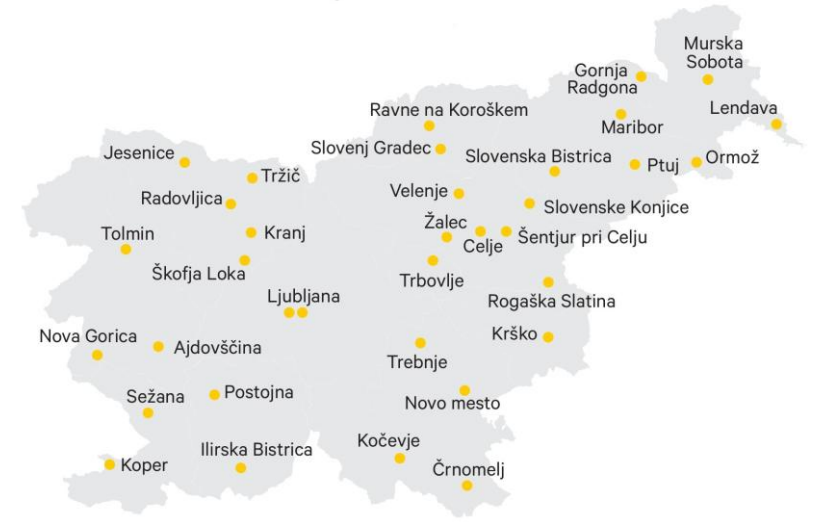 Murska
Sobota
Gornja
Radgona
Lendava
Ravne na Koroškem
Maribor
Jesenice
Slovenj Gradec
Slovenska Bistrica
Ptuj
Ormož
Tržič
Radovljica
Velenje
Slovenske Konjice
Tolmin
Kranj
Žalec
Celje
Šentjur pri Celju
Škofja Loka
Trbovlje
Ljubljana
Rogaška Slatina
Nova Gorica
Ajdovščina
Krško
Trebnje
Sežana
Postojna
Novo mesto
Kočevje
Ilirska Bistrica
Koper
Črnomelj